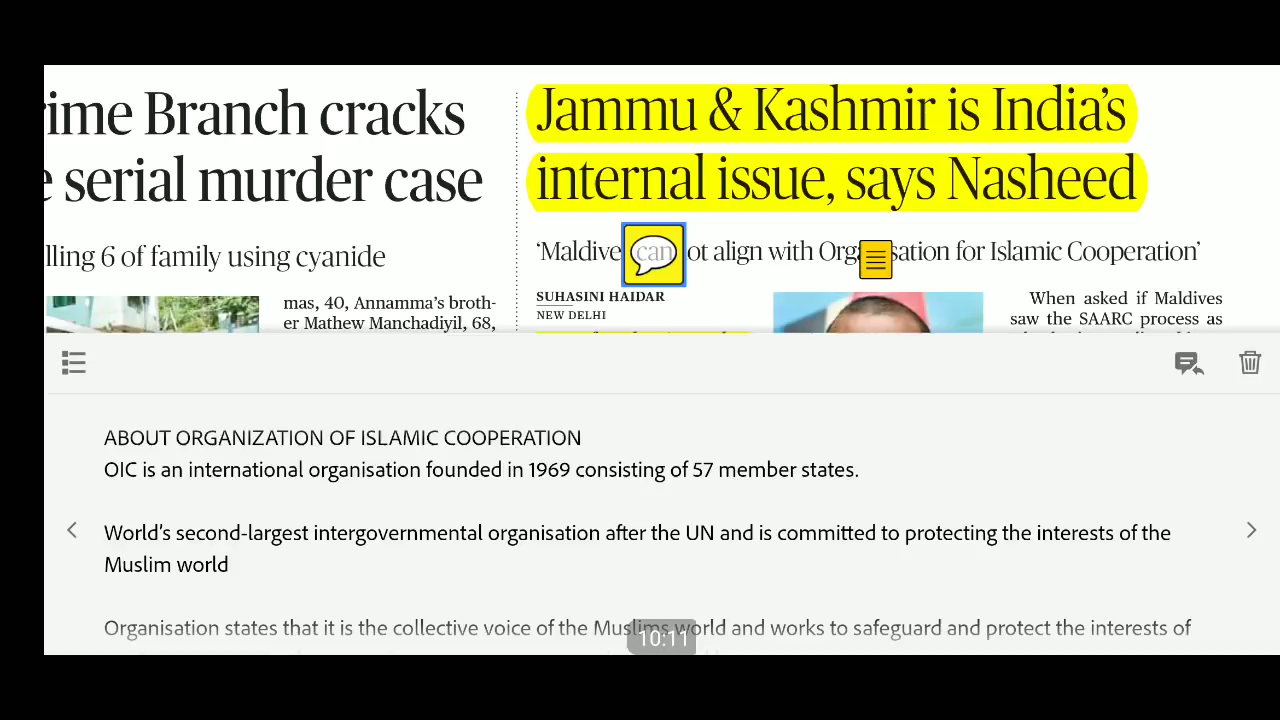 rime Branch cracks
e serial murder case
lling 6 of family using cyanide
mas, 40, Annamma's broth-
er Mathew Manchadiyil, 68,
Jammu & Kashmir is India's
internal issue, says Nasheed
'Maldive can ot align with Orga sation for Islamic Cooperation'
SUHASINI HAIDAR
NEW DELHI
When asked if Maldives
saw the SAARC process as
ABOUT ORGANIZATION OF ISLAMIC COOPERATION
OIC is an international organisation founded in 1969 consisting of 57 member states.
World's second-largest intergovernmental organisation after the UN and is committed to protecting the interests of the
Muslim world
Organisation states that it is the collective voice of the Muslims world and works to safeguard and protect the interests of
10:11